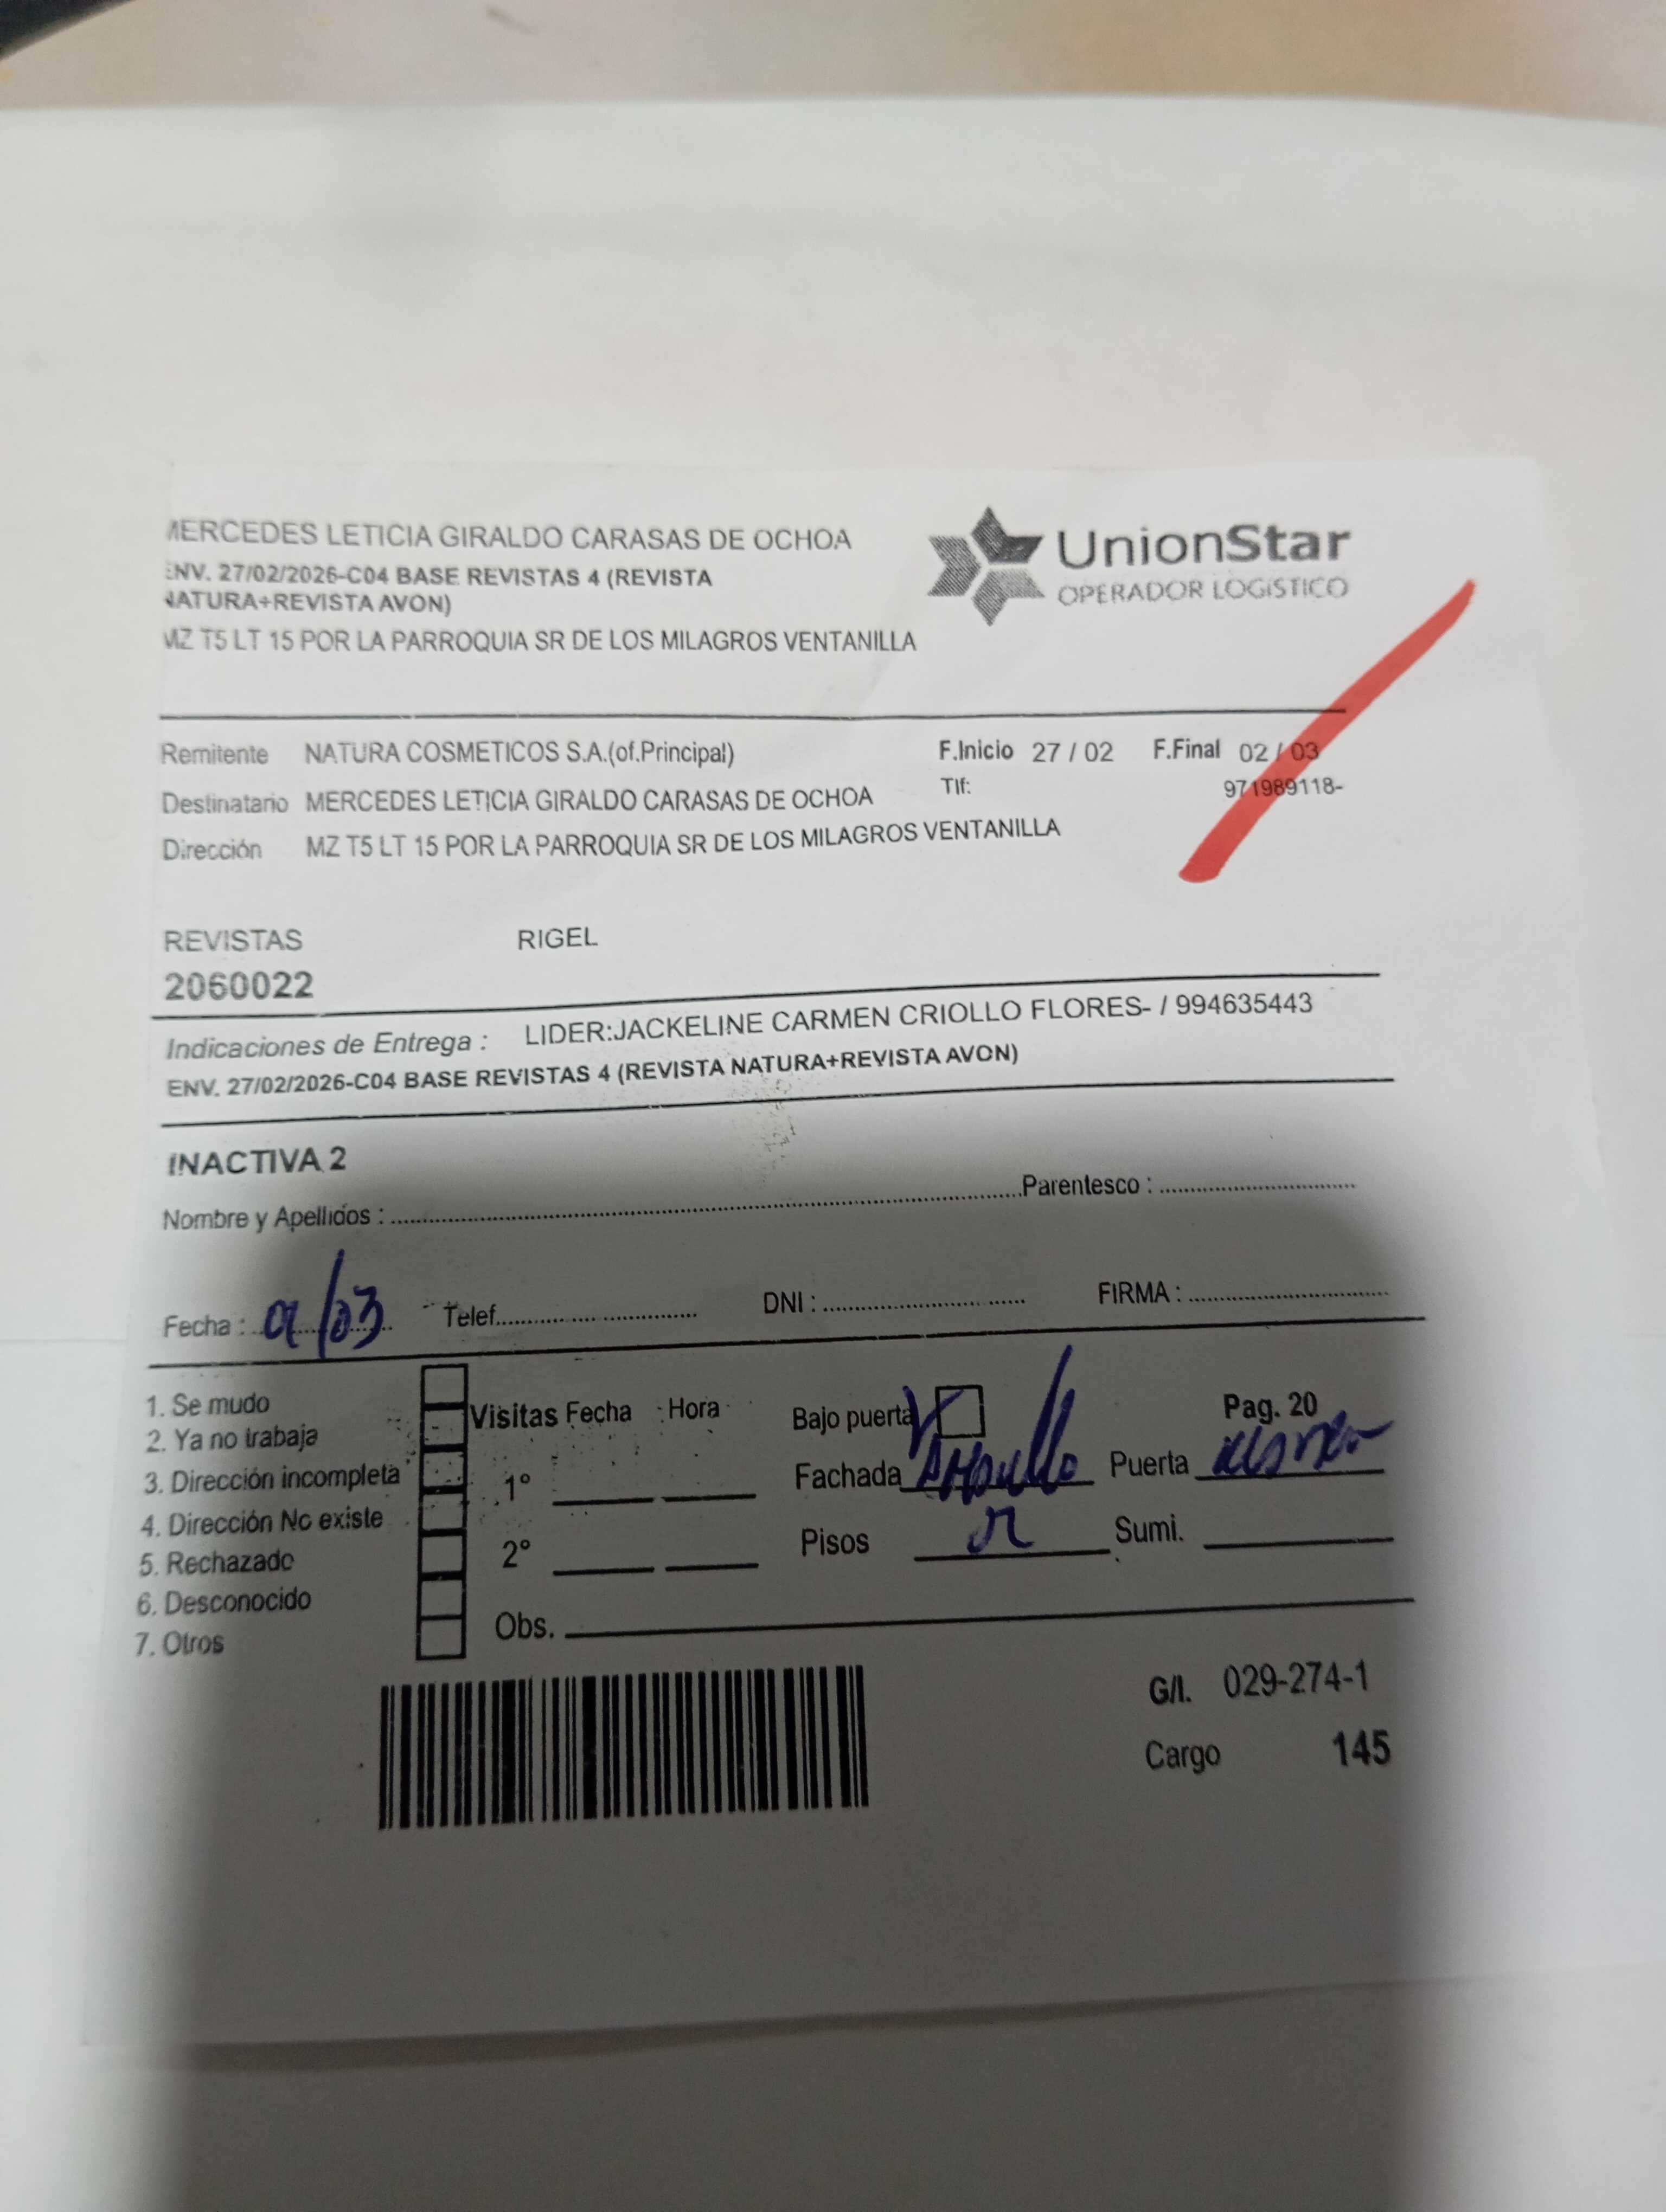 MERCEDES LETICIA GIRALDO CARASAS DE OCHOA
ENV. 27/02/2026-C04 BASE REVISTAS 4 (REVISTA
NATURA+REVISTA AVON)
MZ T5 LT 15 POR LA PARROQUIA SR DE LOS MILAGROS VENTANILLA
UnionStar
OPERADOR LOGÍSTICO
Remitente NATURA COSMETICOS S.A.(of.Principal) F.Inicio 27 / 02 F.Final 02 / 03
Destinatario MERCEDES LETICIA GIRALDO CARASAS DE OCHOA Tlf: 971989118-
Dirección MZ T5 LT 15 POR LA PARROQUIA SR DE LOS MILAGROS VENTANILLA
REVISTAS RIGEL
2060022
Indicaciones de Entrega : LIDER:JACKELINE CARMEN CRIOLLO FLORES- / 994635443
ENV. 27/02/2026-C04 BASE REVISTAS 4 (REVISTA NATURA+REVISTA AVON)
INACTIVA 2
Nombre y Apellidos : Parentesco :
Fecha : /03 Telef. DNI : FIRMA :
1. Se mudo
2. Ya no trabaja
3. Dirección incompleta
4. Dirección No existe
5. Rechazado
6. Desconocido
7. Otros
Visitas Fecha Hora Bajo puerta Pag. 20
1° Fachada Puerta
2° Pisos Sumi.
Obs.
G/I. 029-274-1
Cargo 145